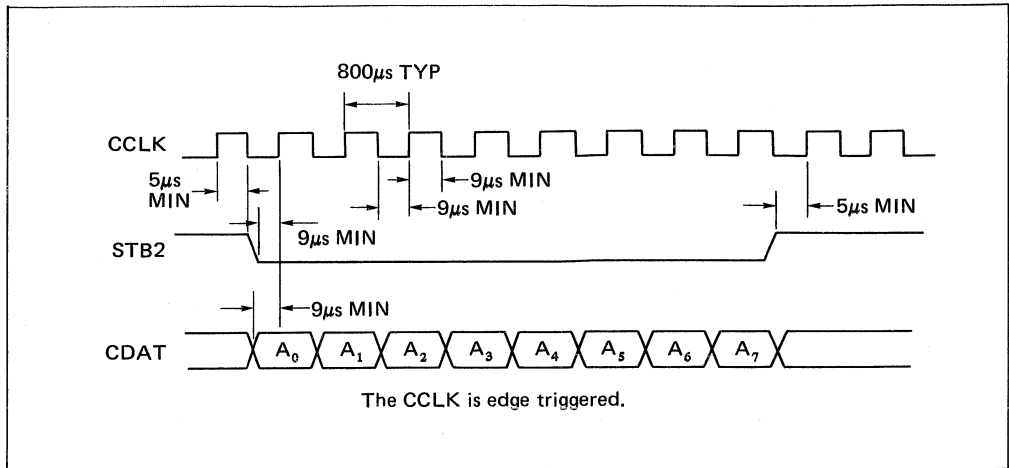 800µs TYP
CCLK
5µs
MIN
9µs MIN
9µs MIN
5µs MIN
9µs MIN
STB2
9µs MIN
CDAT
A₀ A₁ A₂ A₃ A₄ A₅ A₆ A₇
The CCLK is edge triggered.